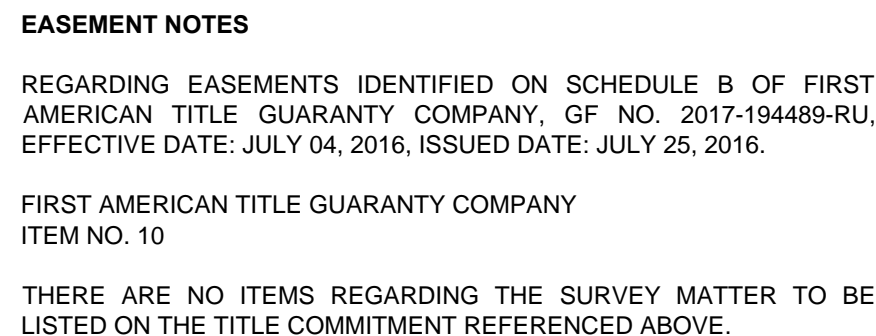 EASEMENT NOTES
REGARDING EASEMENTS IDENTIFIED ON SCHEDULE B OF FIRST
AMERICAN TITLE GUARANTY COMPANY, GF NO. 2017-194489-RU,
EFFECTIVE DATE: JULY 04, 2016, ISSUED DATE: JULY 25, 2016.
FIRST AMERICAN TITLE GUARANTY COMPANY
ITEM NO. 10
THERE ARE NO ITEMS REGARDING THE SURVEY MATTER TO BE
LISTED ON THE TITLE COMMITMENT REFERENCED ABOVE.